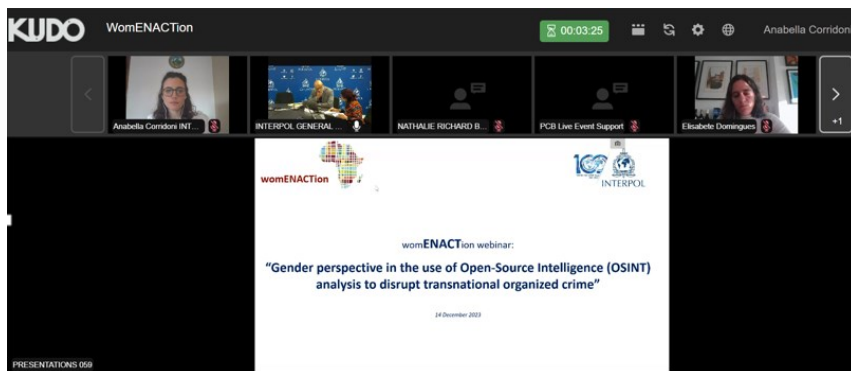 KUDO
WomENACTion
00:03:25
Anabella Corridoni
Anabella Corridoni INT...
INTERPOL GENERAL ...
NATHALIE RICHARD B...
PCB Live Event Support
Elisabete Domingues
+1
womENACTion
100
INTERPOL
womENACTion webinar:
“Gender perspective in the use of Open-Source Intelligence (OSINT)
analysis to disrupt transnational organized crime”
14 December 2023
PRESENTATIONS 059